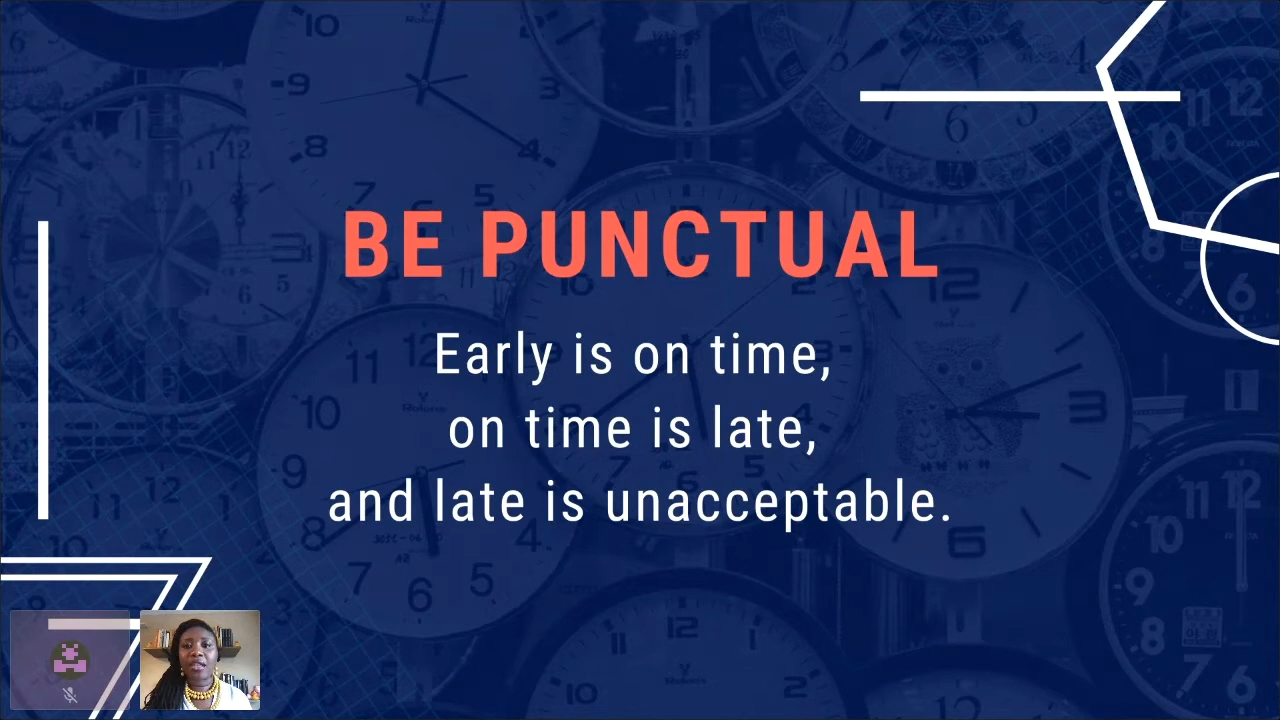 BE PUNCTUAL
Early is on time,
on time is late,
and late is unacceptable.